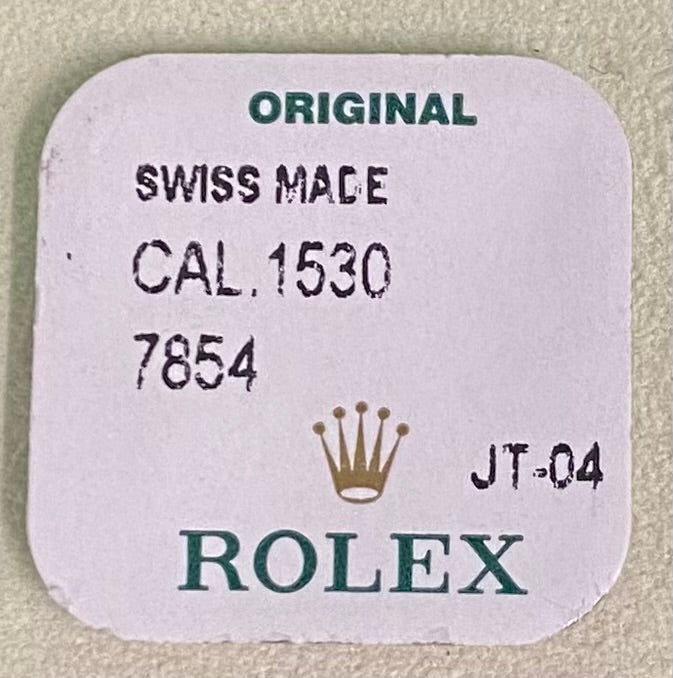 ORIGINAL
SWISS MADE
CAL.1530
7854
JT-04
ROLEX